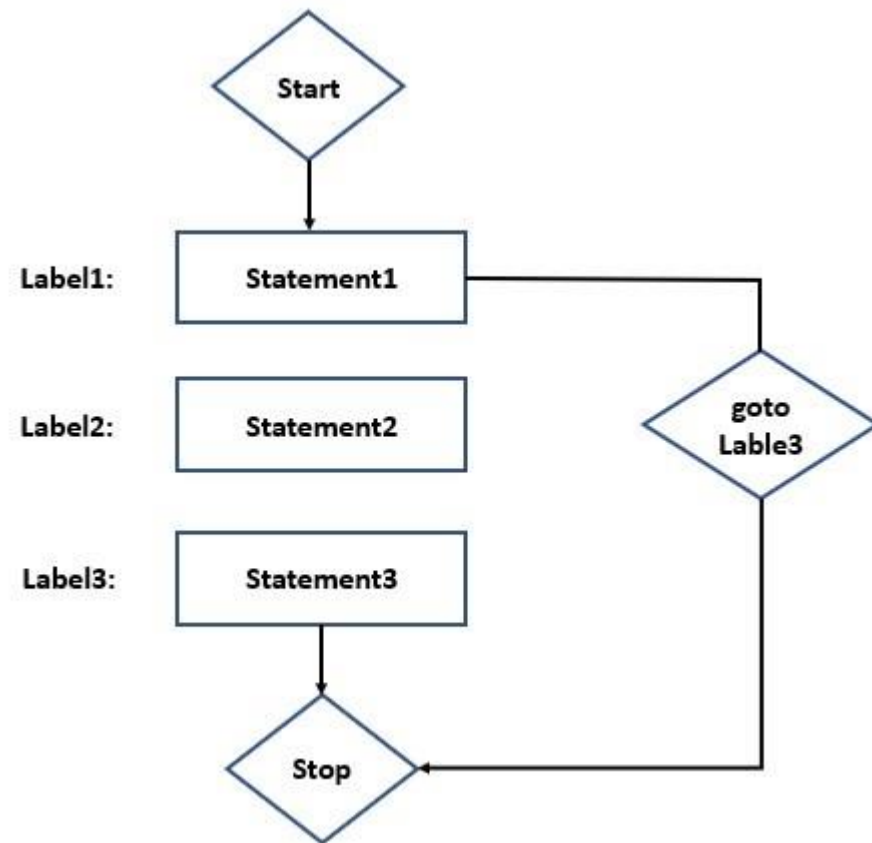 Start
Label1:
Statement1
Label2:
Statement2
goto
Lable3
Label3:
Statement3
Stop